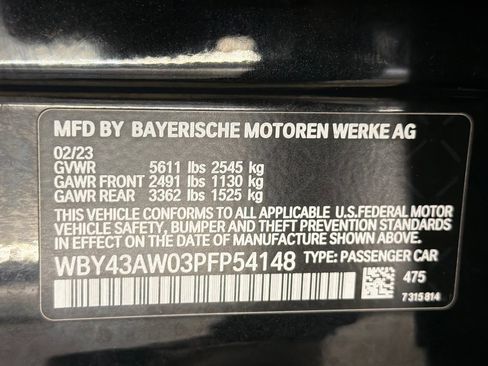 MFD BY BAYERISCHE MOTOREN WERKE AG
02/23
GVWR 5611 lbs 2545 kg
GAWR FRONT 2491 lbs 1130 kg
GAWR REAR 3362 lbs 1525 kg
THIS VEHICLE CONFORMS TO ALL APPLICABLE U.S.FEDERAL MOTOR
VEHICLE SAFETY, BUMPER AND THEFT PREVENTION STANDARDS
IN EFFECT ON THE DATE OF MANUFACTURE SHOWN ABOVE.
WBY43AW03PFP54148 TYPE: PASSENGER CAR
475
7 315 814